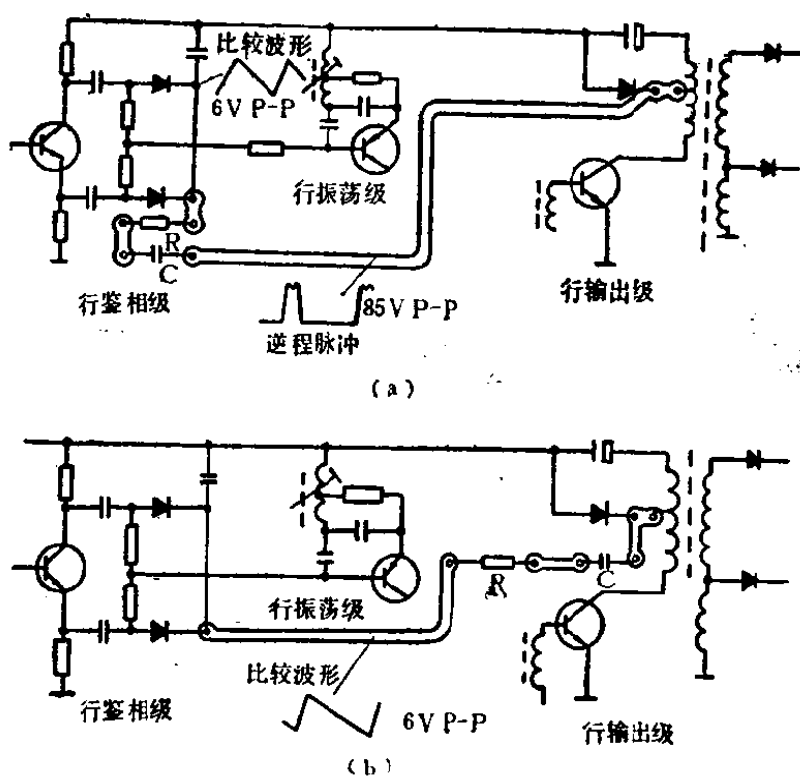 比较波形
6V P-P
行振荡级
R
C
行鉴相级
85V P-P
逆程脉冲
行输出级
(a)
行振荡级
R
C
比较波形
6V P-P
行鉴相级
行输出级
(b)